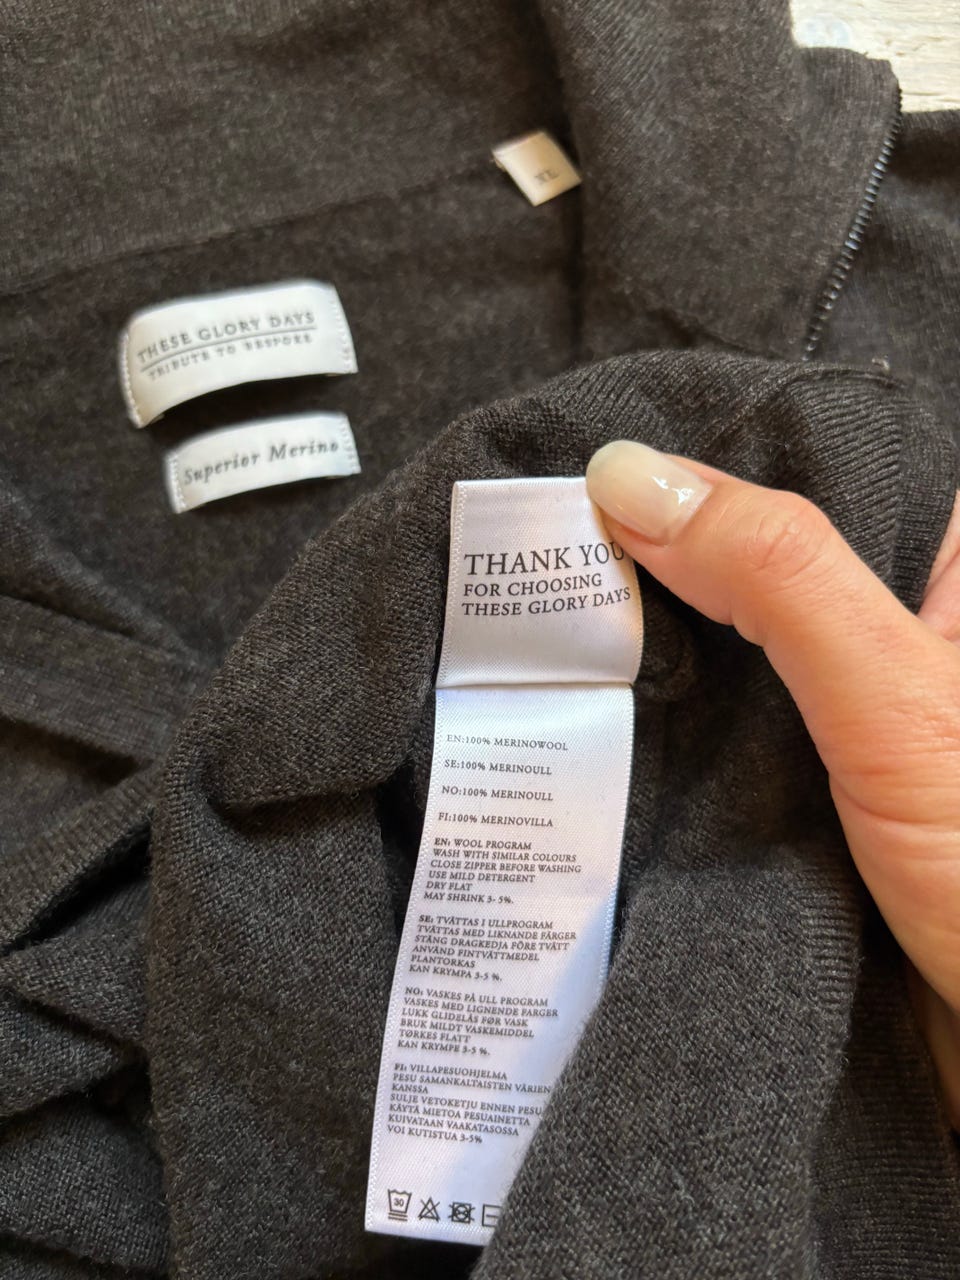 XL
THESE GLORY DAYS
TRIBUTE TO BESPOKE
Superior Merino
THANK YOU
FOR CHOOSING
THESE GLORY DAYS
EN:100% MERINOWOOL
SE:100% MERINOULL
NO:100% MERINOULL
FI:100% MERINOVILLA
EN: WOOL PROGRAM
WASH WITH SIMILAR COLOURS
CLOSE ZIPPER BEFORE WASHING
USE MILD DETERGENT
DRY FLAT
MAY SHRINK 3- 5%.
SE: TVÄTTAS I ULLPROGRAM
TVÄTTAS MED LIKNANDE FÄRGER
STÄNG DRAGKEDJA FÖRE TVÄTT
ANVÄND FINTVÄTTMEDEL
PLANTORKAS
KAN KRYMPA 3-5 %.
NO: VASKES PÅ ULL PROGRAM
VASKES MED LIGNENDE FARGER
LUKK GLIDELÅS FØR VASK
BRUK MILDT VASKEMIDDEL
TØRKES FLATT
KAN KRYMPE 3-5 %.
FI: VILLAPESUOHJELMA
PESU SAMANKALTAISTEN VÄRIEN
KANSSA
SULJE VETOKETJU ENNEN PESU
KÄYTÄ MIETOA PESUAINETTA
KUIVATAAN VAAKATASOSSA
VOI KUTISTUA 3-5%
30